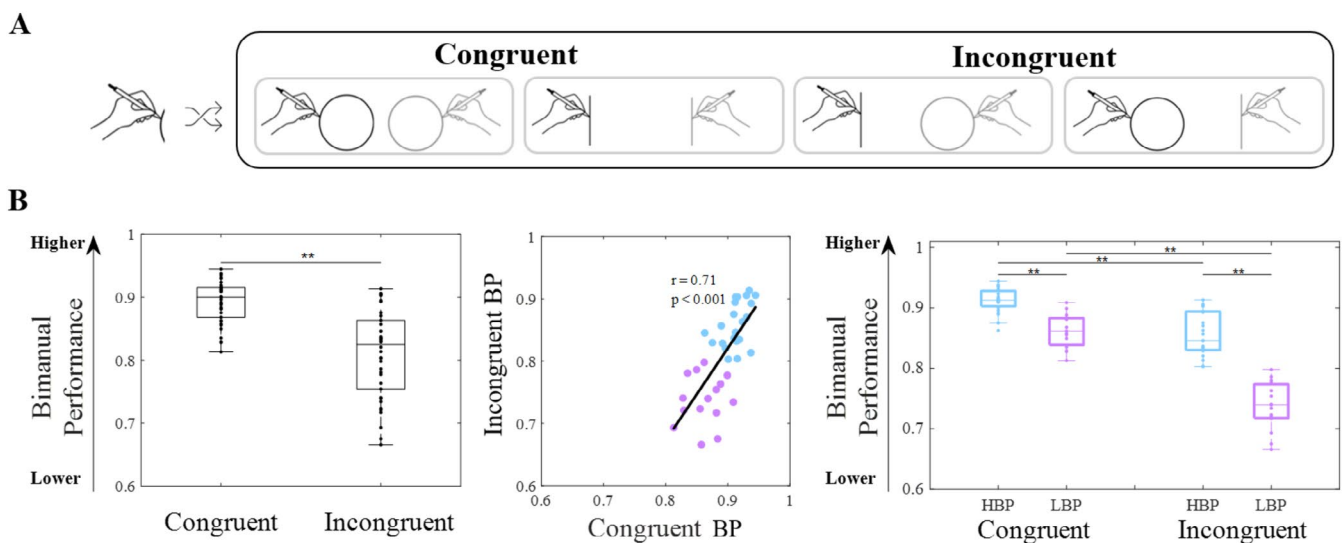 A
Congruent
Incongruent
B
Higher
Bimanual
Performance
Lower
1
0.9
0.8
0.7
0.6
**
Congruent
Incongruent
Incongruent BP
1
0.9
0.8
0.7
0.6
r = 0.71
p < 0.001
0.6
0.7
0.8
0.9
1
Congruent BP
Higher
Bimanual
Performance
Lower
1
0.9
0.8
0.7
0.6
**
**
**
**
HBP
LBP
HBP
LBP
Congruent
Incongruent